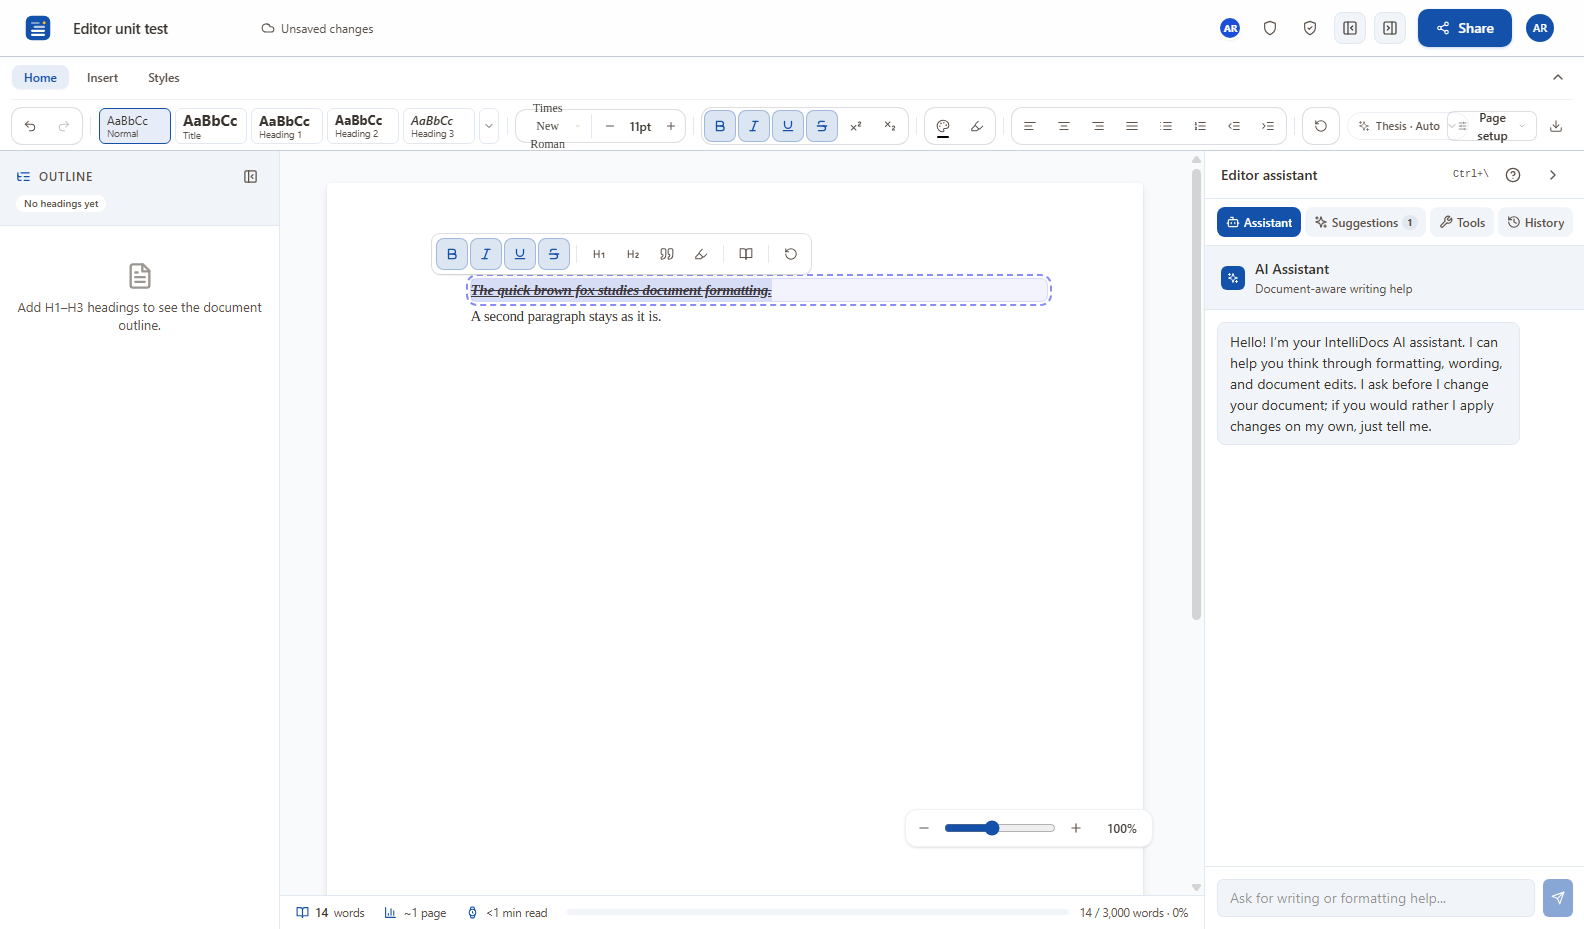 Editor unit test
Unsaved changes
AR
Share
AR
Home
Insert
Styles
AaBbCc
Normal
AaBbCc
Title
AaBbCc
Heading 1
AaBbCc
Heading 2
AaBbCc
Heading 3
Times
New
Roman
11pt
B
I
U
S
x²
x₂
Thesis · Auto
Page
setup
OUTLINE
No headings yet
Add H1–H3 headings to see the document
outline.
B
I
U
S
H1
H2
The quick brown fox studies document formatting.
A second paragraph stays as it is.
100%
14 words
~1 page
<1 min read
14 / 3,000 words · 0%
Editor assistant
Ctrl+\
Assistant
Suggestions 1
Tools
History
AI Assistant
Document-aware writing help
Hello! I'm your IntelliDocs AI assistant. I can
help you think through formatting, wording,
and document edits. I ask before I change
your document; if you would rather I apply
changes on my own, just tell me.
Ask for writing or formatting help...